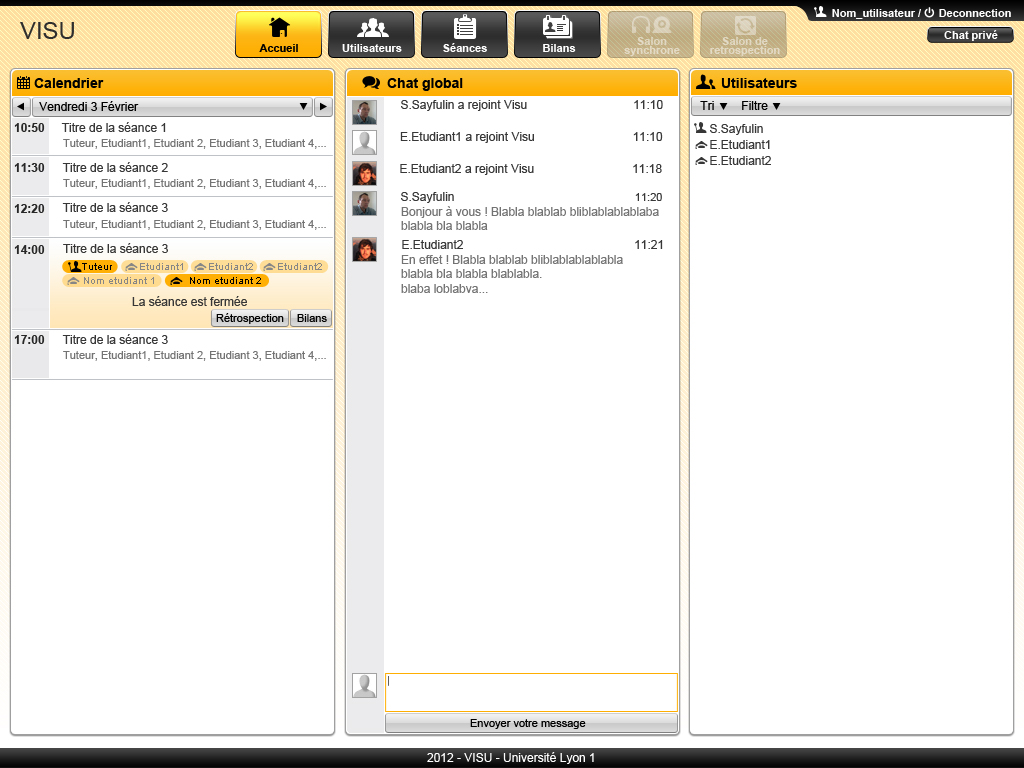 VISU
Accueil
Utilisateurs
Séances
Bilans
Salon
synchrone
Salon de
retrospection
Nom_utilisateur / Deconnection
Chat privé
Calendrier
Vendredi 3 Février
10:50 Titre de la séance 1
Tuteur, Etudiant1, Etudiant 2, Etudiant 3, Etudiant 4,...
11:30 Titre de la séance 2
Tuteur, Etudiant1, Etudiant 2, Etudiant 3, Etudiant 4,...
12:20 Titre de la séance 3
Tuteur, Etudiant1, Etudiant 2, Etudiant 3, Etudiant 4,...
14:00 Titre de la séance 3
Tuteur Etudiant1 Etudiant2 Etudiant2
Nom etudiant 1 Nom etudiant 2
La séance est fermée
Rétrospection Bilans
17:00 Titre de la séance 3
Tuteur, Etudiant1, Etudiant 2, Etudiant 3, Etudiant 4,...
Chat global
S.Sayfulin a rejoint Visu 11:10
E.Etudiant1 a rejoint Visu 11:10
E.Etudiant2 a rejoint Visu 11:18
S.Sayfulin 11:20
Bonjour à vous ! Blabla blablab bliblablablablaba
blabla bla blabla
E.Etudiant2 11:21
En effet ! Blabla blablab bliblablablablabla
blabla bla blabla blablabla.
blaba loblabva...
Envoyer votre message
Utilisateurs
Tri Filtre
S.Sayfulin
E.Etudiant1
E.Etudiant2
2012 - VISU - Université Lyon 1